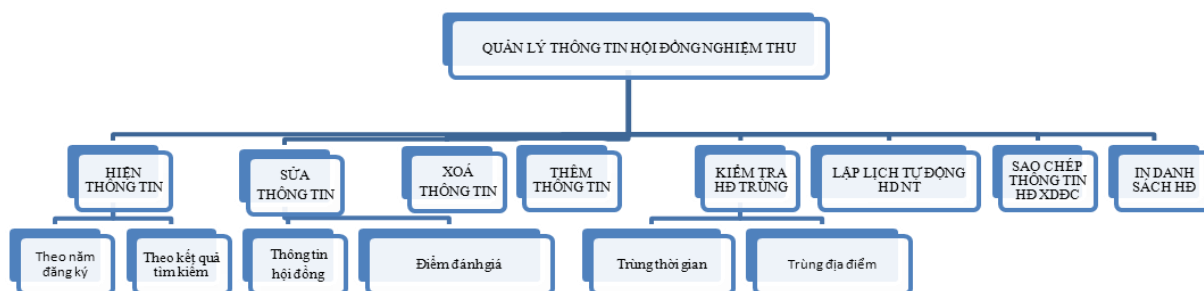 QUẢN LÝ THÔNG TIN HỘI ĐỒNG NGHIỆM THU
HIỆN
THÔNG TIN
SỬA
THÔNG TIN
XOÁ
THÔNG TIN
THÊM
THÔNG TIN
KIỂM TRA
HĐ TRÙNG
LẬP LỊCH TỰ ĐỘNG
HD NT
SAO CHÉP
THÔNG TIN
HĐ XDĐC
IN DANH
SÁCH HĐ
Theo năm
đăng ký
Theo kết quả
tìm kiếm
Thông tin
hội đồng
Điểm đánh giá
Trùng thời gian
Trùng địa điểm